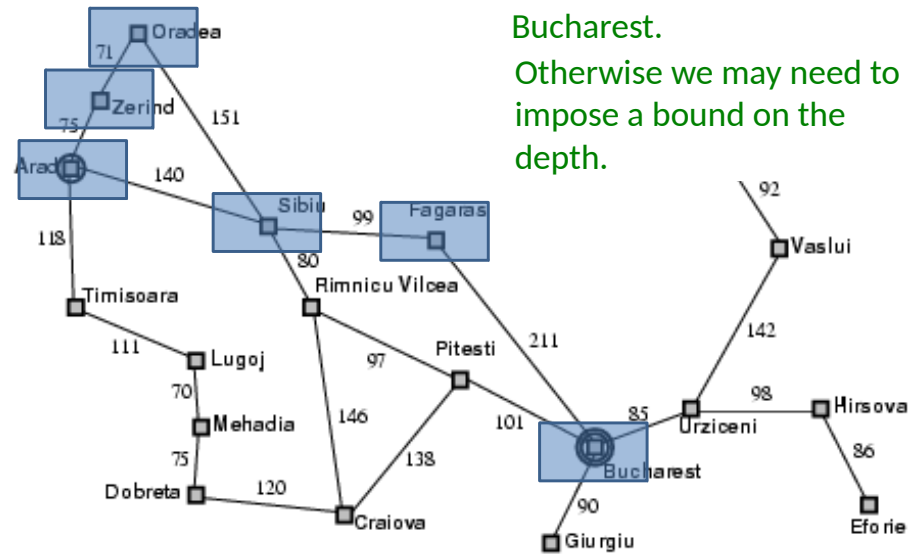 Bucharest.
Otherwise we may need to
impose a bound on the
depth.
Oradea
71
Zerind
75
151
Arad
140
92
Sibiu
99
Fagaras
118
80
Vaslui
Timisoara
Rimnicu Vilcea
142
111
Lugoj
97
Pitesti
211
70
98
Hirsova
146
101
85
Mehadia
Urziceni
75
138
86
Bucharest
Dobreta
120
90
Craiova
Eforie
Giurgiu